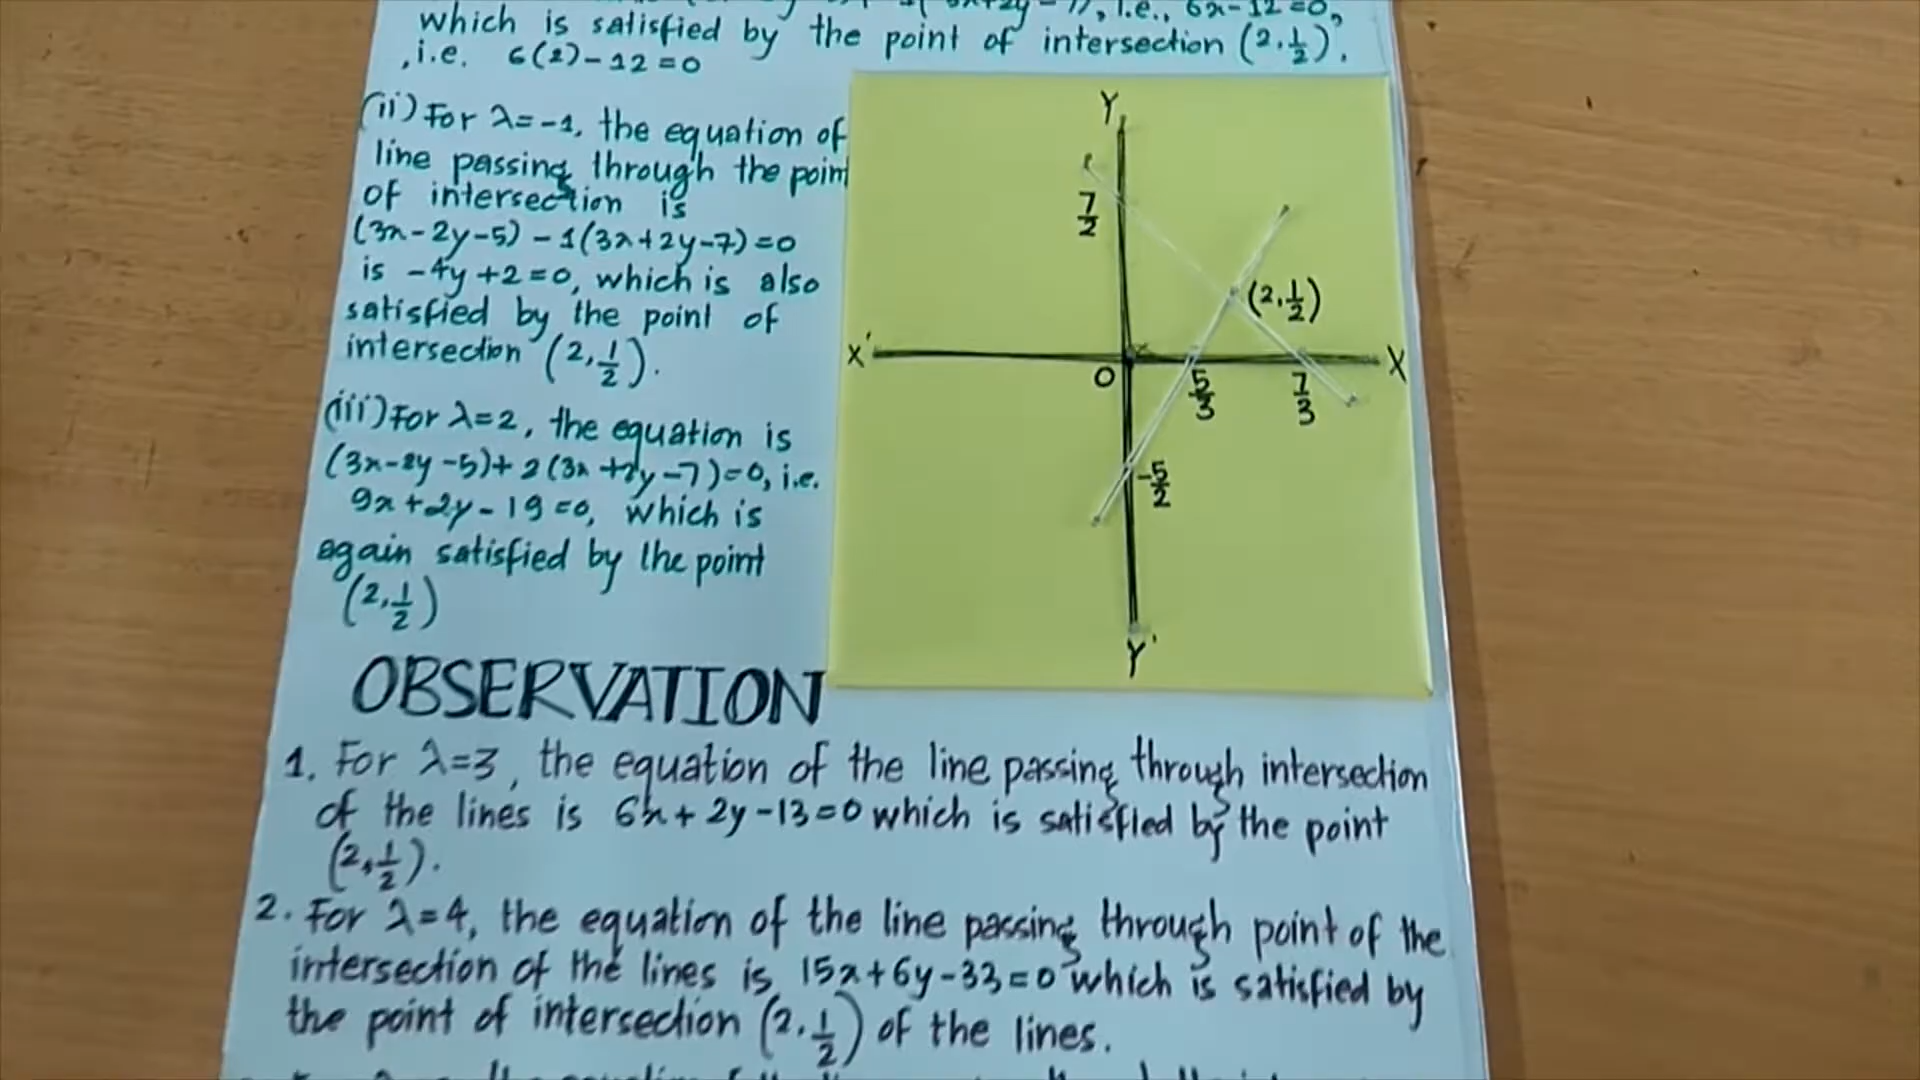 3x+2y-7), i.e., 6x-12=0,
which is satisfied by the point of intersection (2,1/2).
,i.e. 6(2)-12=0
(ii) For λ=-1, the equation of
line passing through the point
of intersection is
(3x-2y-5)-1(3x+2y-7)=0
is -4y+2=0, which is also
satisfied by the point of
intersection (2,1/2).
(iii) For λ=2, the equation is
(3x-2y-5)+2(3x+2y-7)=0, i.e.
9x+2y-19=0, which is
again satisfied by the point
(2,1/2)
Y
7/2
(2,1/2)
X'
O
5/3
7/3
X
-5/2
Y'
OBSERVATION
1. For λ=3, the equation of the line passing through intersection
of the lines is 6x+2y-13=0 which is satisfied by the point
(2,1/2).
2. For λ=4, the equation of the line passing through point of the
intersection of the lines is 15x+6y-33=0 which is satisfied by
the point of intersection (2,1/2) of the lines.